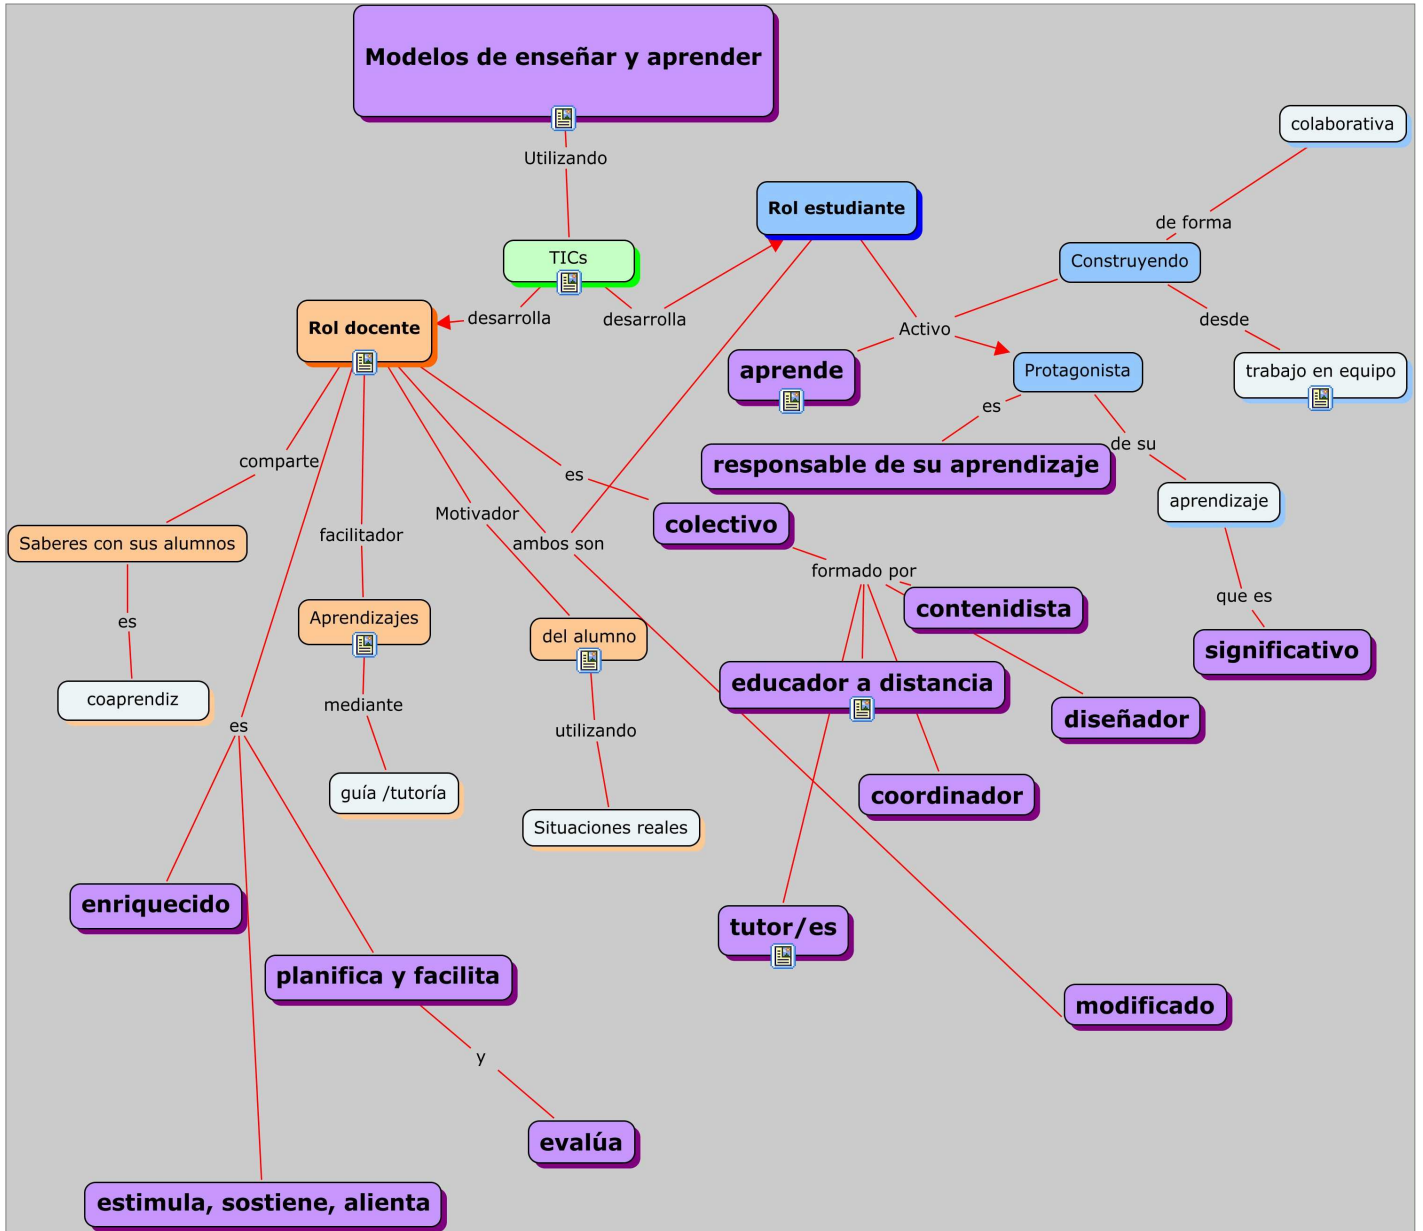 Modelos de enseñar y aprender
colaborativa
Utilizando
Rol estudiante
de forma
TICs
Construyendo
Rol docente
desarrolla
desarrolla
Activo
desde
aprende
Protagonista
trabajo en equipo
es
de su
comparte
responsable de su aprendizaje
es
aprendizaje
Motivador
colectivo
Saberes con sus alumnos
facilitador
ambos son
formado por
que es
es
Aprendizajes
del alumno
contenidista
significativo
coaprendiz
mediante
educador a distancia
es
utilizando
diseñador
guía /tutoría
coordinador
Situaciones reales
enriquecido
tutor/es
planifica y facilita
modificado
y
evalúa
estimula, sostiene, alienta